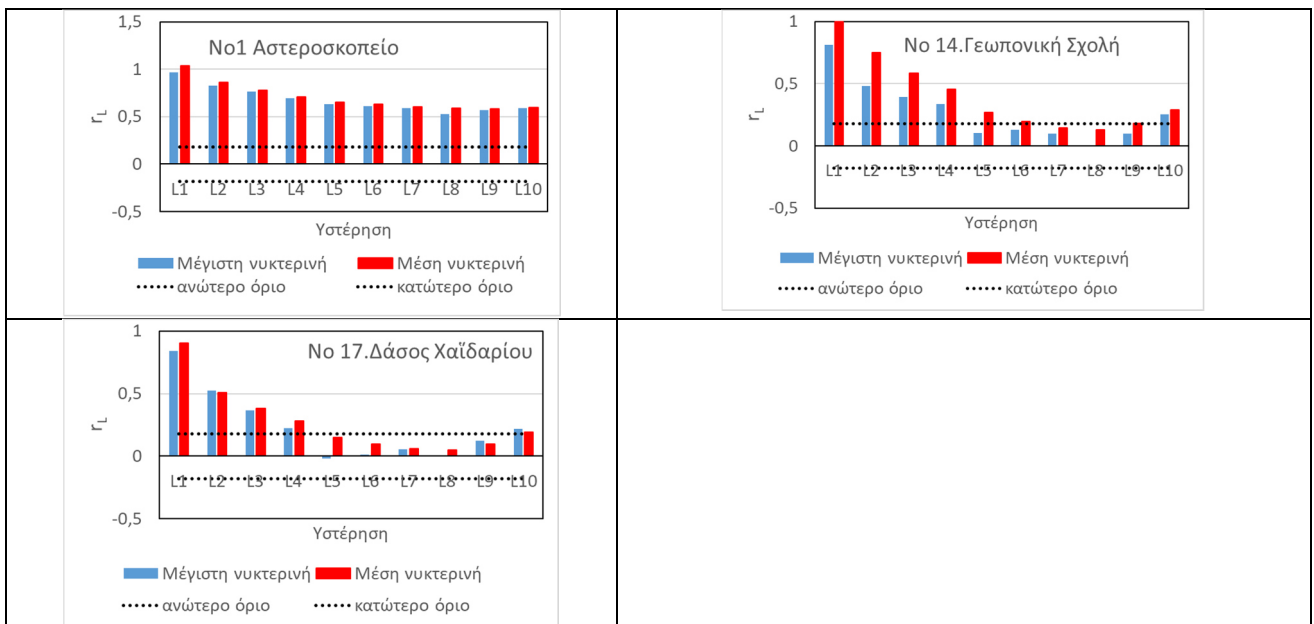 No1 Αστεροσκοπείο
1,5
1
0,5
0
-0,5
rL
L1 L2 L3 L4 L5 L6 L7 L8 L9 L10
Υστέρηση
Μέγιστη νυκτερινή Μέση νυκτερινή
ανώτερο όριο κατώτερο όριο
No 14.Γεωπονική Σχολή
1
0,5
0
-0,5
rL
L1 L2 L3 L4 L5 L6 L7 L8 L9 L10
Υστέρηση
Μέγιστη νυκτερινή Μέση νυκτερινή
ανώτερο όριο κατώτερο όριο
No 17.Δάσος Χαϊδαρίου
1
0,5
0
-0,5
rL
L1 L2 L3 L4 L5 L6 L7 L8 L9 L10
Υστέρηση
Μέγιστη νυκτερινή Μέση νυκτερινή
ανώτερο όριο κατώτερο όριο